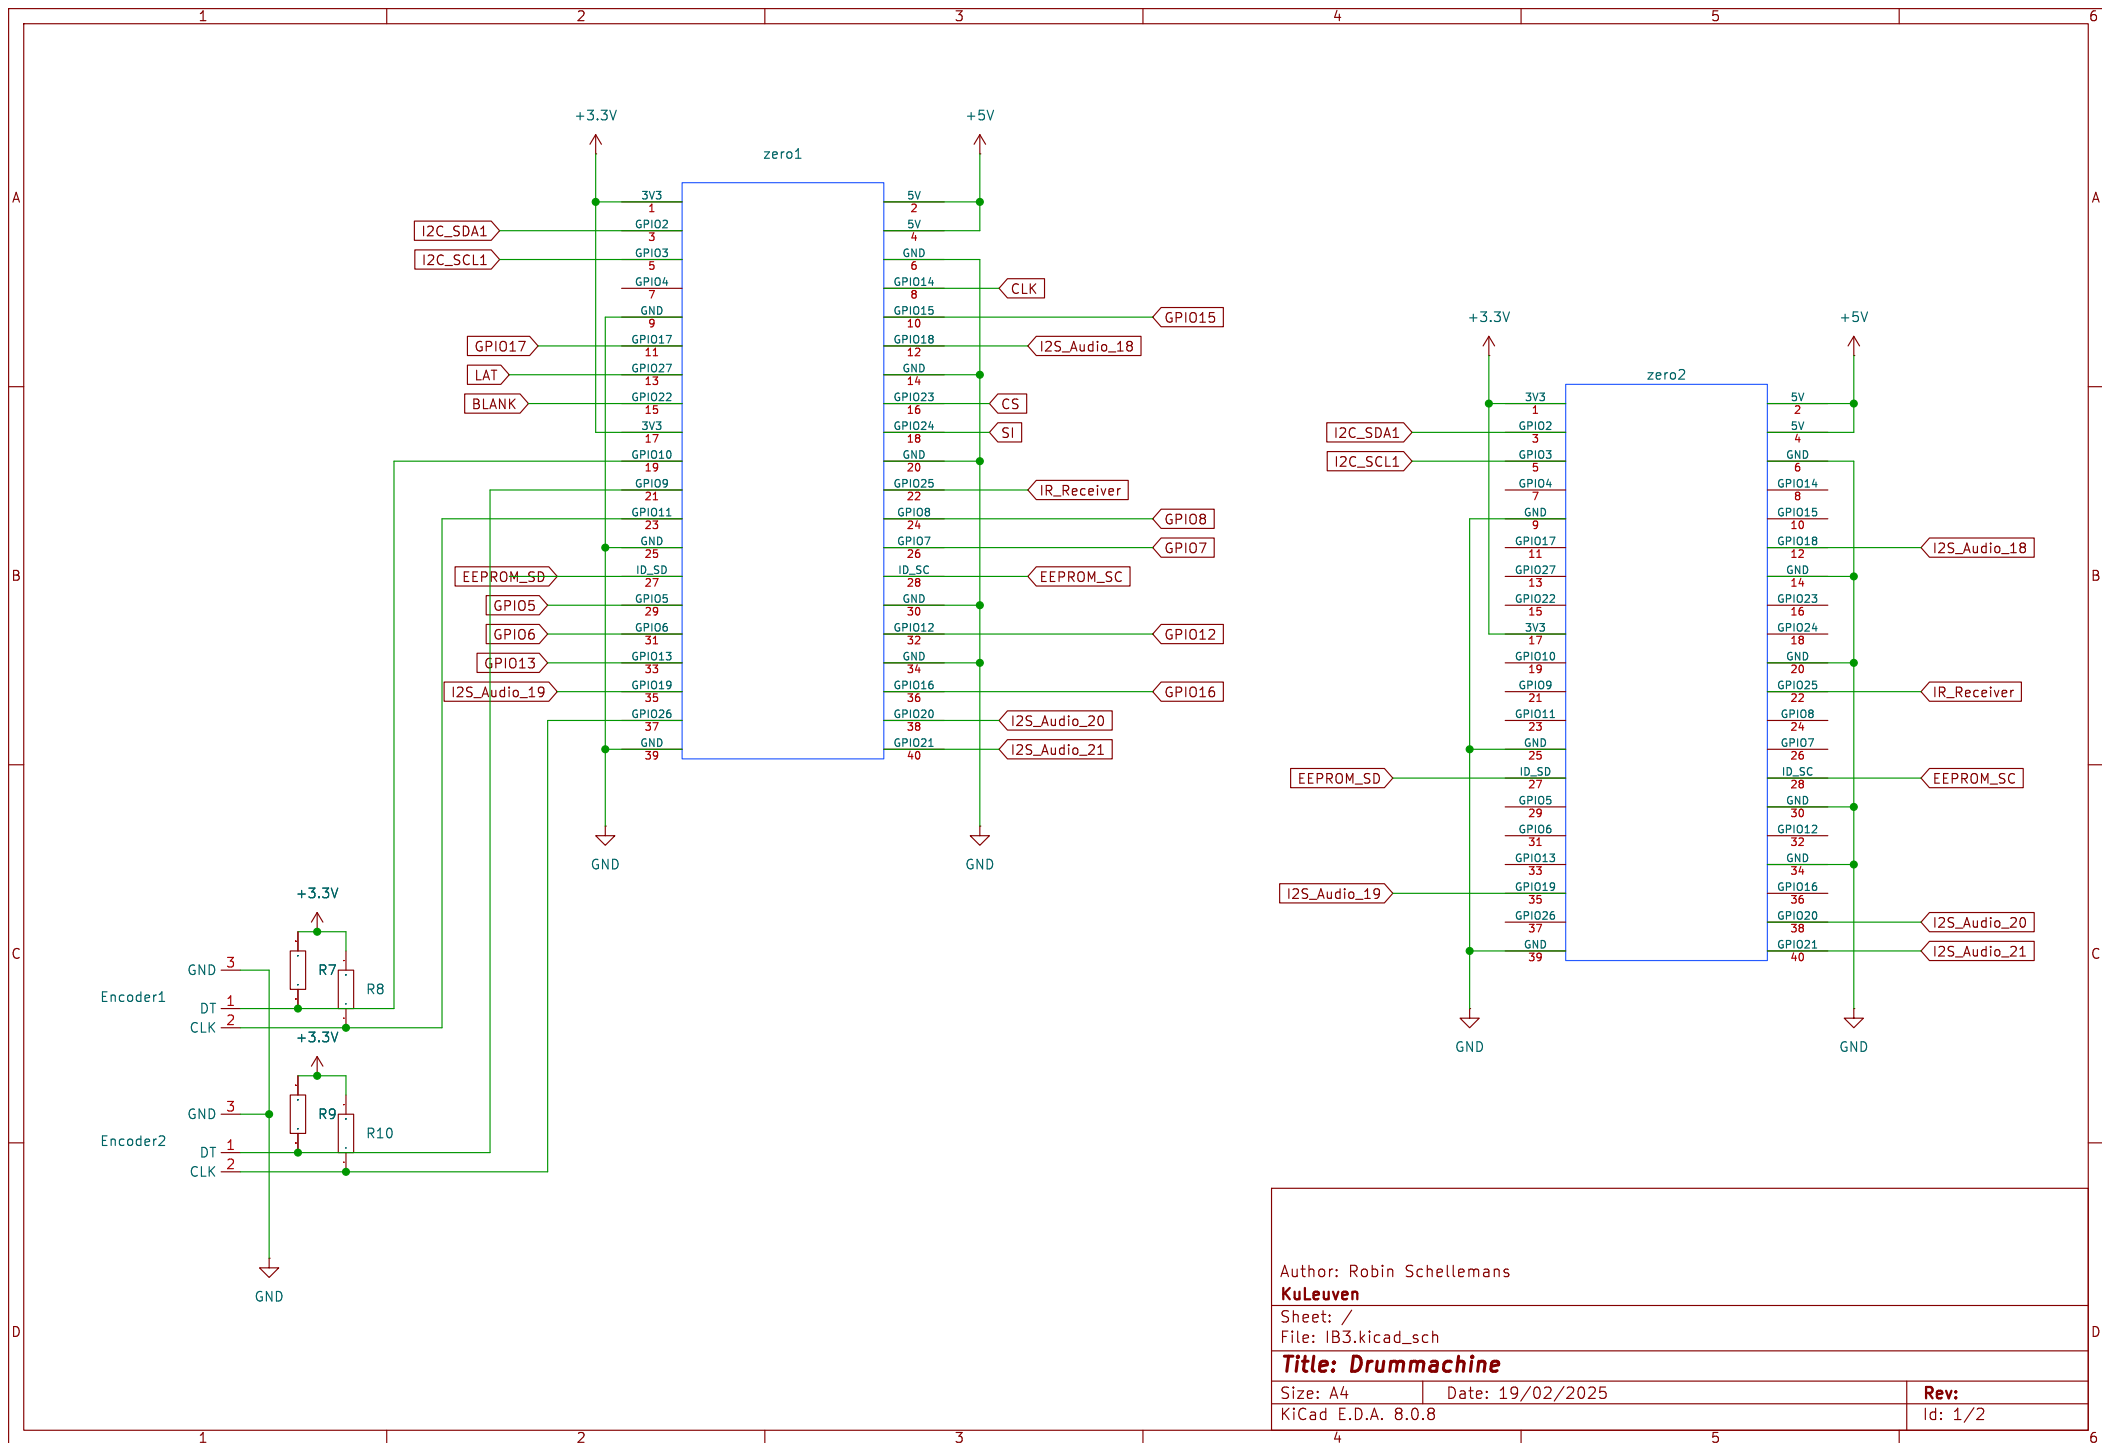 1 2 3 4 5 6
A A
B B
C C
D D
+3.3V
+5V
zero1
3V3 1 5V 2
I2C_SDA1 GPIO2 3 5V 4
I2C_SCL1 GPIO3 5 GND 6
GPIO4 7 GPIO14 8 CLK
GND 9 GPIO15 10 GPIO15
GPIO17 GPIO17 11 GPIO18 12 I2S_Audio_18
LAT GPIO27 13 GND 14
BLANK GPIO22 15 GPIO23 16 CS
3V3 17 GPIO24 18 SI
GPIO10 19 GND 20
GPIO9 21 GPIO25 22 IR_Receiver
GPIO11 23 GPIO8 24 GPIO8
GND 25 GPIO7 26 GPIO7
EEPROM_SD ID_SD 27 ID_SC 28 EEPROM_SC
GPIO5 GPIO5 29 GND 30
GPIO6 GPIO6 31 GPIO12 32 GPIO12
GPIO13 GPIO13 33 GND 34
I2S_Audio_19 GPIO19 35 GPIO16 36 GPIO16
GPIO26 37 GPIO20 38 I2S_Audio_20
GND 39 GPIO21 40 I2S_Audio_21
GND
GND
+3.3V
+5V
zero2
3V3 1 5V 2
I2C_SDA1 GPIO2 3 5V 4
I2C_SCL1 GPIO3 5 GND 6
GPIO4 7 GPIO14 8
GND 9 GPIO15 10
GPIO17 11 GPIO18 12 I2S_Audio_18
GPIO27 13 GND 14
GPIO22 15 GPIO23 16
3V3 17 GPIO24 18
GPIO10 19 GND 20
GPIO9 21 GPIO25 22 IR_Receiver
GPIO11 23 GPIO8 24
GND 25 GPIO7 26
EEPROM_SD ID_SD 27 ID_SC 28 EEPROM_SC
GPIO5 29 GND 30
GPIO6 31 GPIO12 32
GPIO13 33 GND 34
I2S_Audio_19 GPIO19 35 GPIO16 36
GPIO26 37 GPIO20 38 I2S_Audio_20
GND 39 GPIO21 40 I2S_Audio_21
GND
GND
+3.3V
GND 3 R7
Encoder1 R8
DT 1
CLK 2
+3.3V
GND 3 R9
Encoder2 R10
DT 1
CLK 2
GND
Author: Robin Schellemans
KuLeuven
Sheet: /
File: IB3.kicad_sch
Title: Drummachine
Size: A4 Date: 19/02/2025 Rev:
KiCad E.D.A. 8.0.8 Id: 1/2
1 2 3 4 5 6